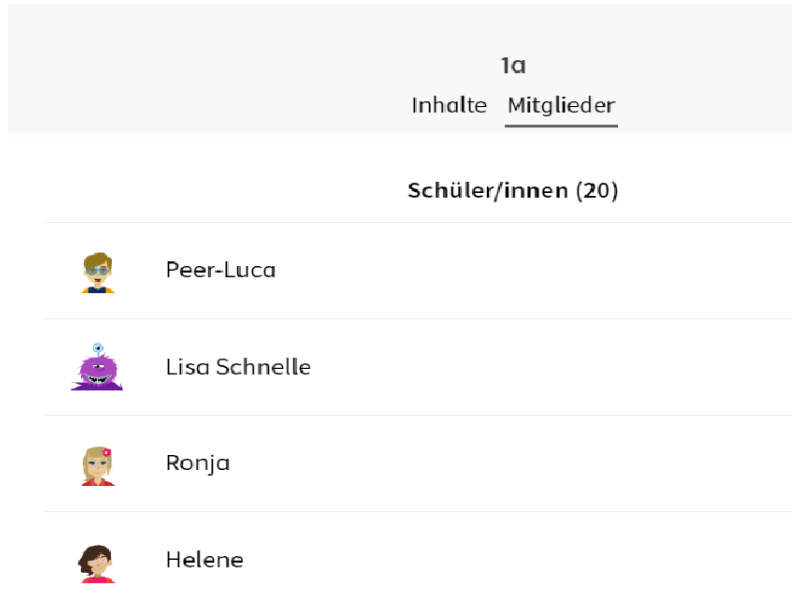 1a
Inhalte Mitglieder
Schüler/innen (20)
Peer-Luca
Lisa Schnelle
Ronja
Helene